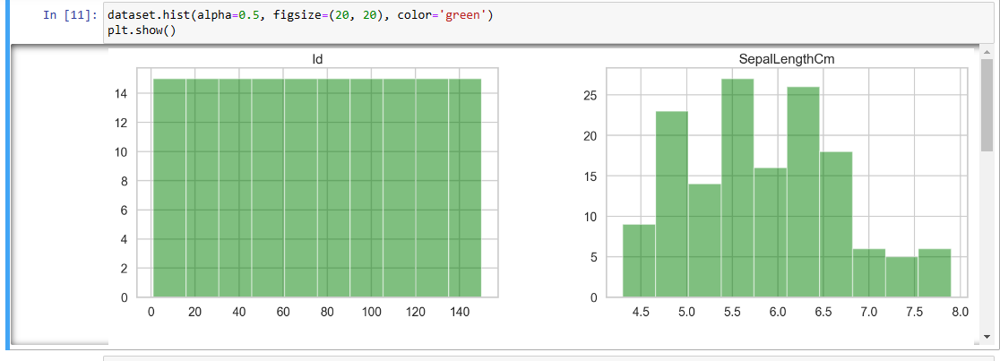 In [11]: dataset.hist(alpha=0.5, figsize=(20, 20), color='green')
plt.show()
Id
14
12
10
8
6
4
2
0
0 20 40 60 80 100 120 140
SepalLengthCm
25
20
15
10
5
0
4.5 5.0 5.5 6.0 6.5 7.0 7.5 8.0